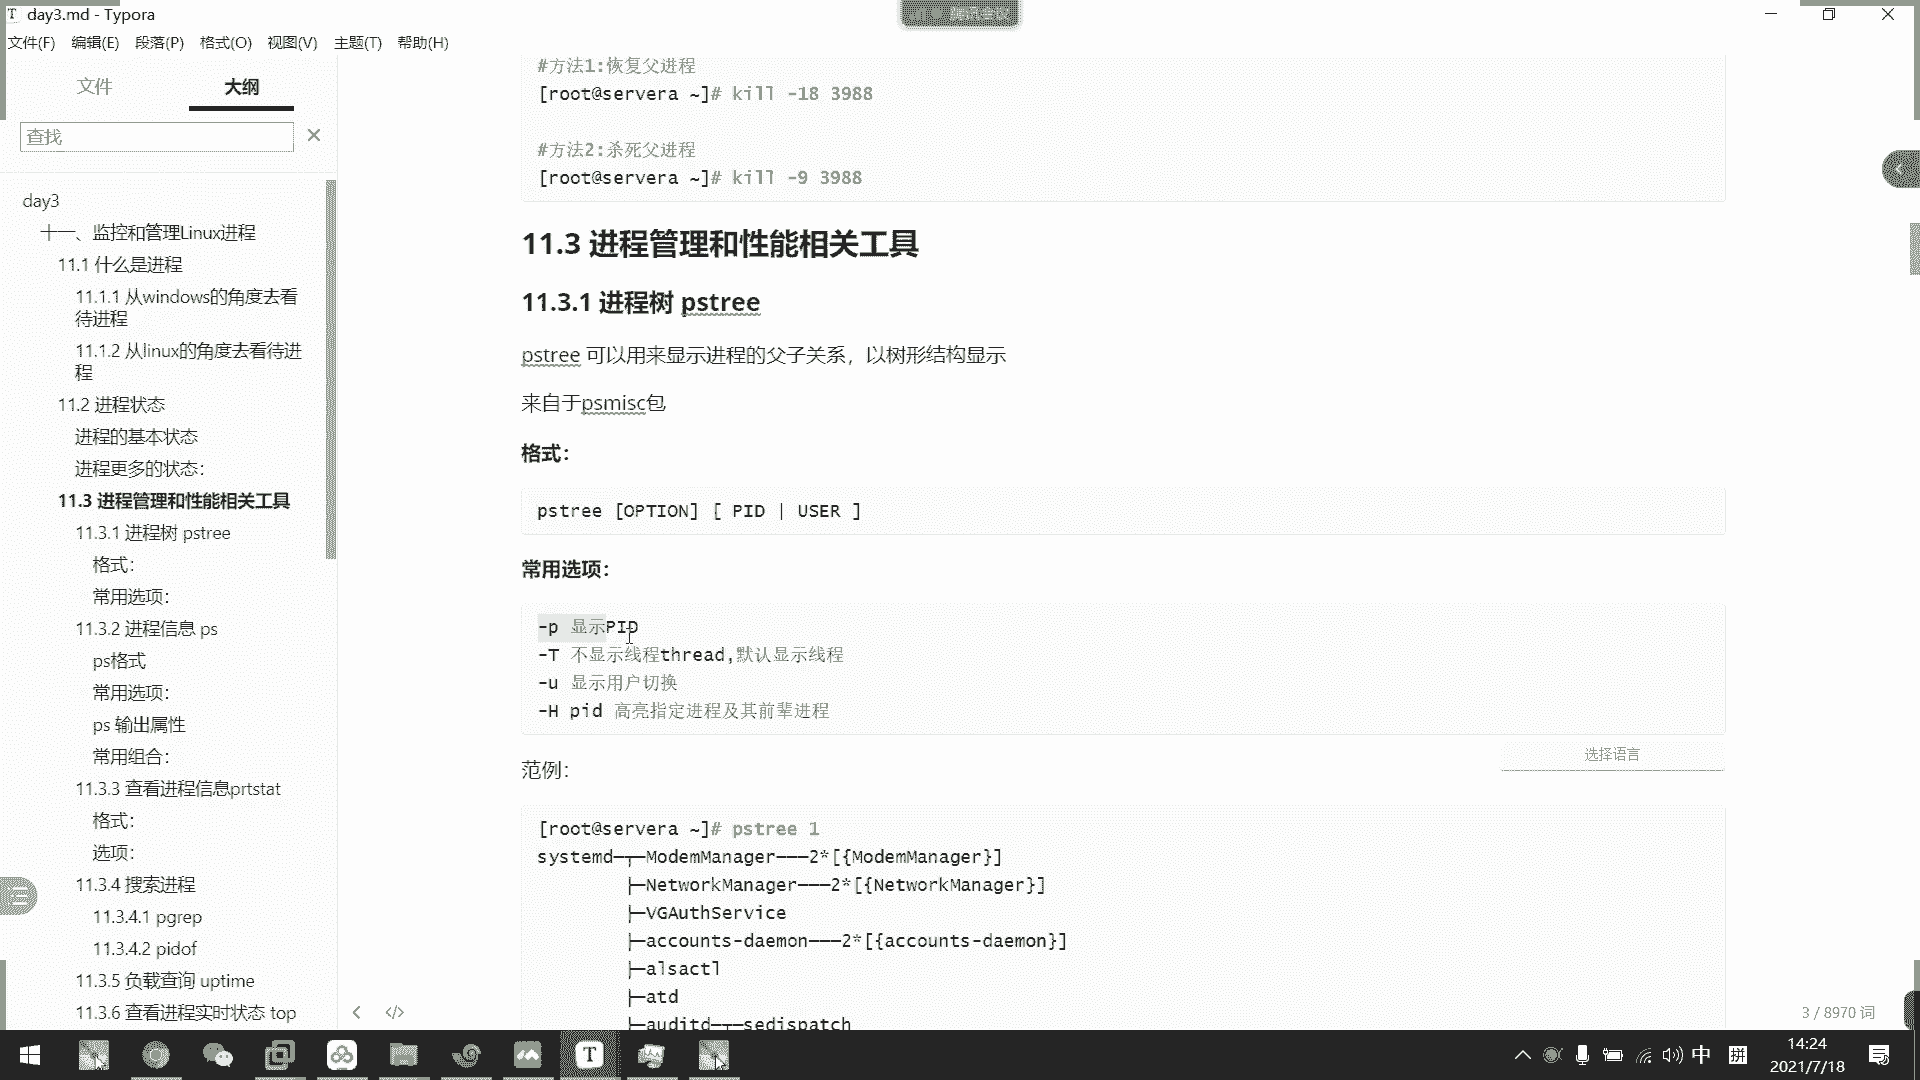 day3.md - Typora
文件(F) 编辑(E) 段落(P) 格式(O) 视图(V) 主题(T) 帮助(H)
文件 大纲
查找
day3
十一、监控和管理Linux进程
11.1 什么是进程
11.1.1 从windows的角度去看
待进程
11.1.2 从linux的角度去看待进
程
11.2 进程状态
进程的基本状态
进程更多的状态：
11.3 进程管理和性能相关工具
11.3.1 进程树 pstree
格式：
常用选项：
11.3.2 进程信息 ps
ps格式
常用选项：
ps 输出属性
常用组合：
11.3.3 查看进程信息prtstat
格式：
选项：
11.3.4 搜索进程
11.3.4.1 pgrep
11.3.4.2 pidof
11.3.5 负载查询 uptime
11.3.6 查看进程实时状态 top
#方法1:恢复父进程
[root@servera ~]# kill -18 3988
#方法2:杀死父进程
[root@servera ~]# kill -9 3988
11.3 进程管理和性能相关工具
11.3.1 进程树 pstree
pstree 可以用来显示进程的父子关系，以树形结构显示
来自于psmisc包
格式：
pstree [OPTION] [ PID | USER ]
常用选项：
-p 显示PID
-T 不显示线程thread,默认显示线程
-u 显示用户切换
-H pid 高亮指定进程及其前辈进程
选择语言
范例：
[root@servera ~]# pstree 1
systemd─┬─ModemManager───2*[{ModemManager}]
├─NetworkManager───2*[{NetworkManager}]
├─VGAuthService
├─accounts-daemon───2*[{accounts-daemon}]
├─alsactl
├─atd
├─auditd─┬─sedispatch
3 / 8970 词
中 拼
14:24
2021/7/18